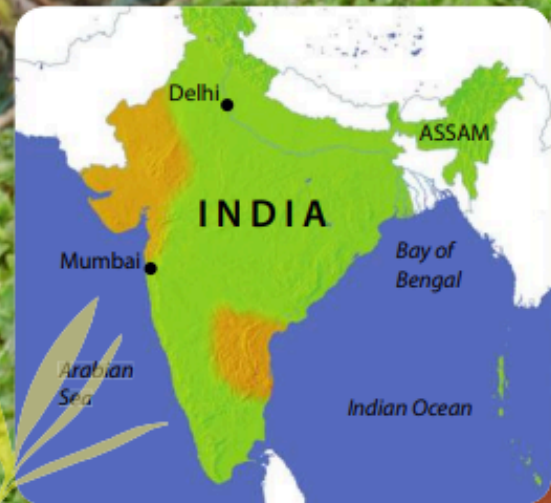 Delhi
ASSAM
INDIA
Mumbai
Bay of
Bengal
Arabian
Sea
Indian Ocean